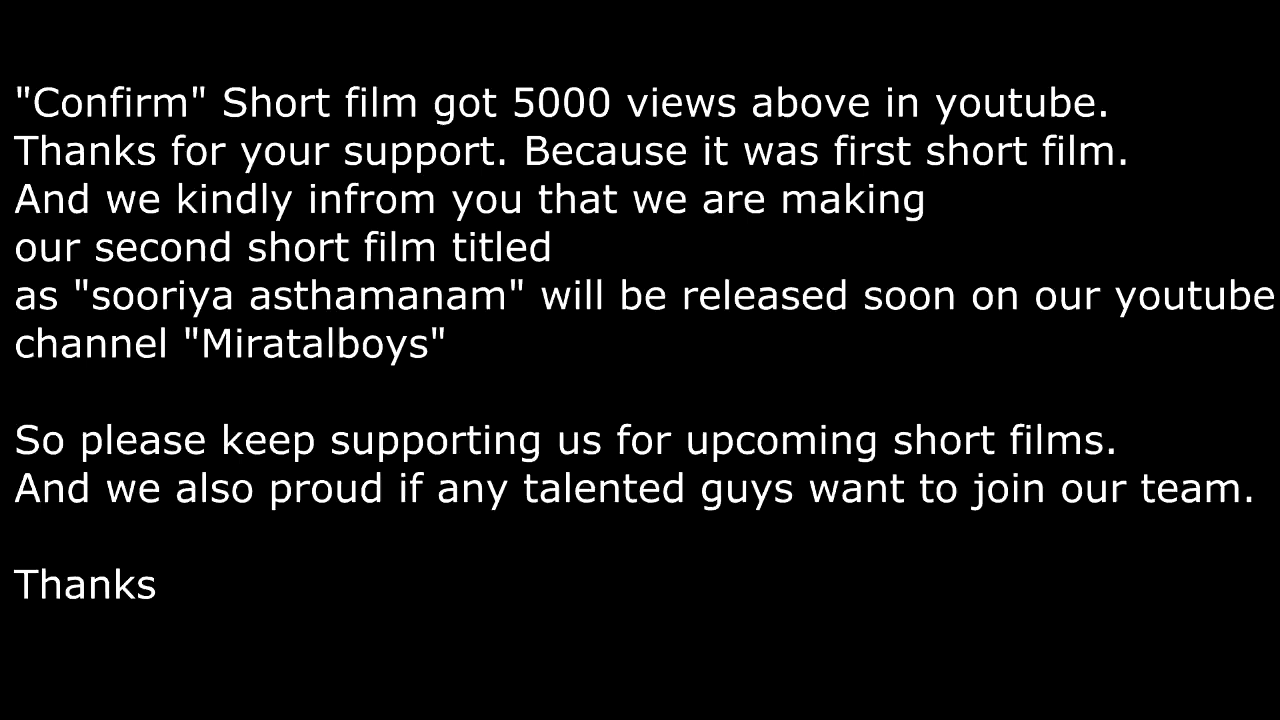 "Confirm" Short film got 5000 views above in youtube.
Thanks for your support. Because it was first short film.
And we kindly infrom you that we are making
our second short film titled
as "sooriya asthamanam" will be released soon on our youtube
channel "Miratalboys"
So please keep supporting us for upcoming short films.
And we also proud if any talented guys want to join our team.
Thanks